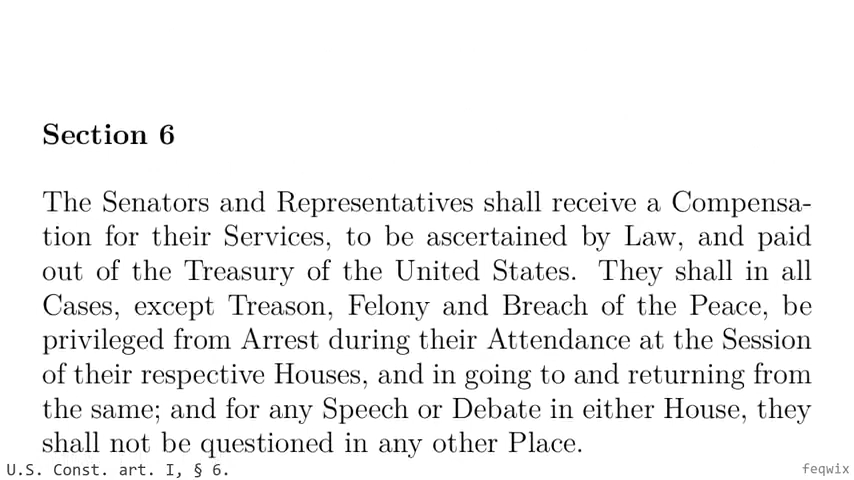 Section 6
The Senators and Representatives shall receive a Compensa-
tion for their Services, to be ascertained by Law, and paid
out of the Treasury of the United States. They shall in all
Cases, except Treason, Felony and Breach of the Peace, be
privileged from Arrest during their Attendance at the Session
of their respective Houses, and in going to and returning from
the same; and for any Speech or Debate in either House, they
shall not be questioned in any other Place.
U.S. Const. art. I, § 6.
feqwix